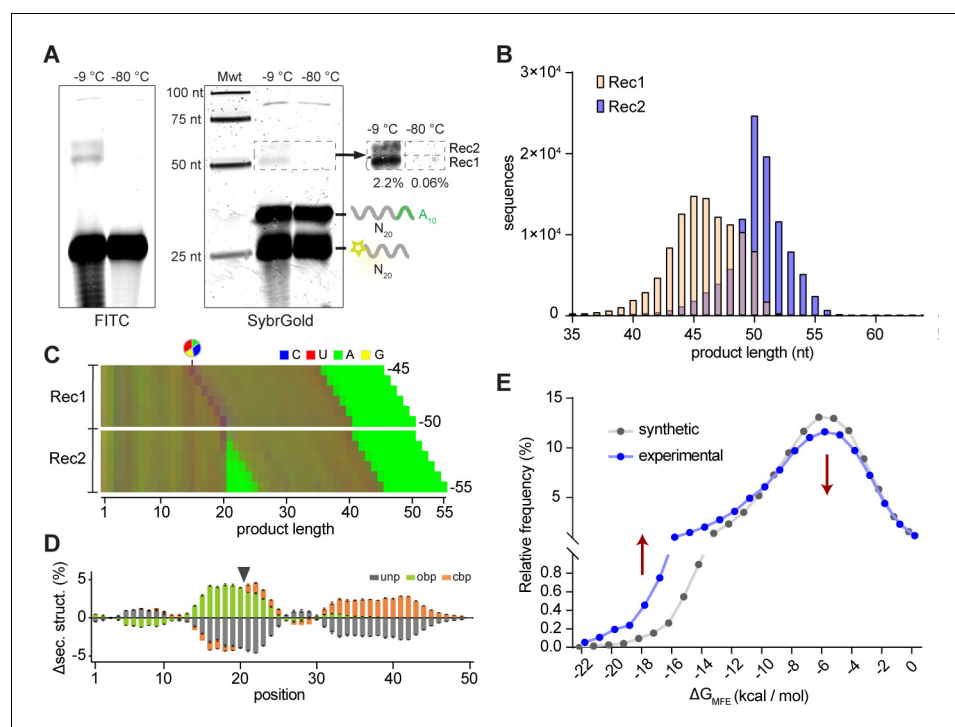 A
-9 °C -80 °C
FITC
Mwt -9 °C -80 °C
100 nt
75 nt
50 nt
25 nt
SybrGold
-9 °C -80 °C
Rec2
Rec1
2.2% 0.06%
A10
N20
N20
B
3×10⁴
2×10⁴
1×10⁴
0
sequences
Rec1
Rec2
35 40 45 50 55 60
product length (nt)
C
C U A G
Rec1
Rec2
-45
-50
-55
1 10 20 30 40 50 55
product length
D
unp obp cbp
Δsec. struct. (%)
5
0
5
1 10 20 30 40 50
position
E
synthetic
experimental
Relative frequency (%)
15
10
5
0.8
0.6
0.4
0.2
0.0
-22 -20 -18 -16 -14 -12 -10 -8 -6 -4 -2 0
ΔGMFE (kcal / mol)